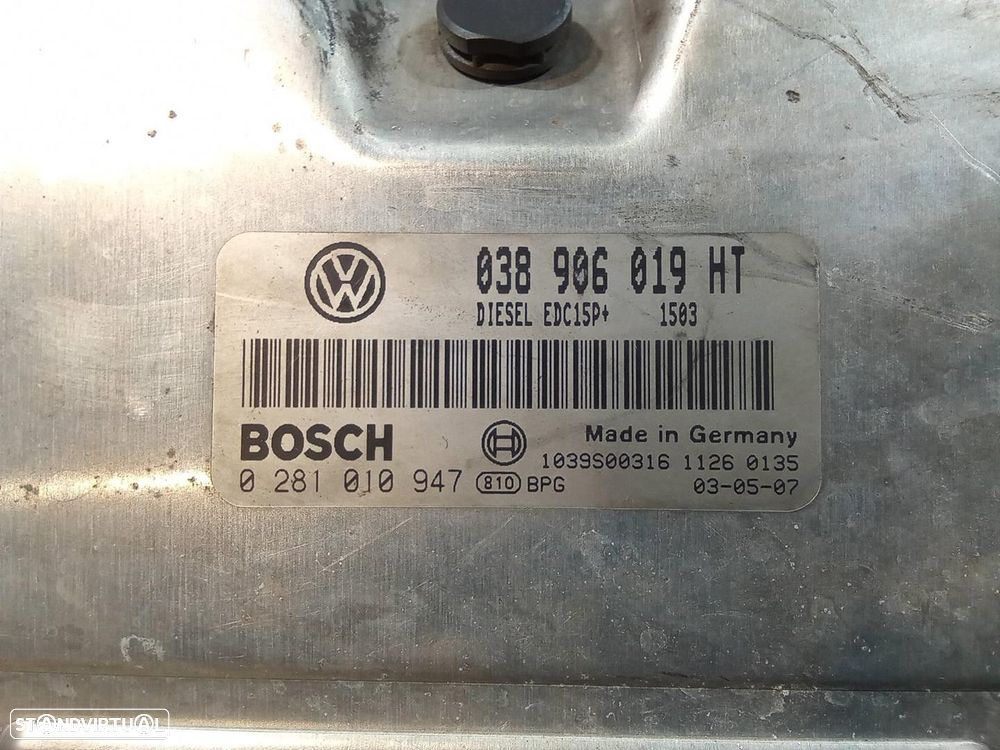 038 906 019 HT
DIESEL EDC15P+ 1503
BOSCH
Made in Germany
1039S00316 1126 0135
0 281 010 947 810 BPG 03-05-07
STANDVIRTUAL